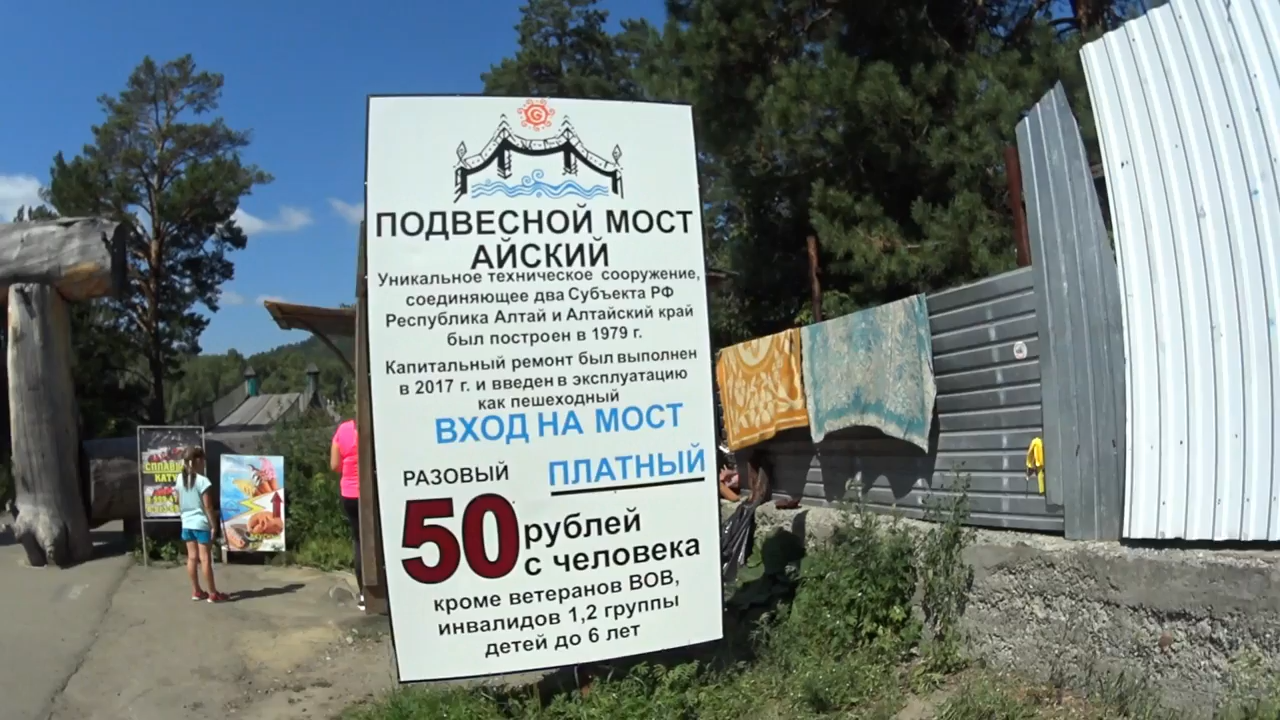 ПОДВЕСНОЙ МОСТ
АЙСКИЙ
Уникальное техническое сооружение,
соединяющее два Субъекта РФ
Республика Алтай и Алтайский край
был построен в 1979 г.
Капитальный ремонт был выполнен
в 2017 г. и введен в эксплуатацию
как пешеходный
ВХОД НА МОСТ
ПЛАТНЫЙ
РАЗОВЫЙ
50 рублей
с человека
кроме ветеранов ВОВ,
инвалидов 1,2 группы
детей до 6 лет